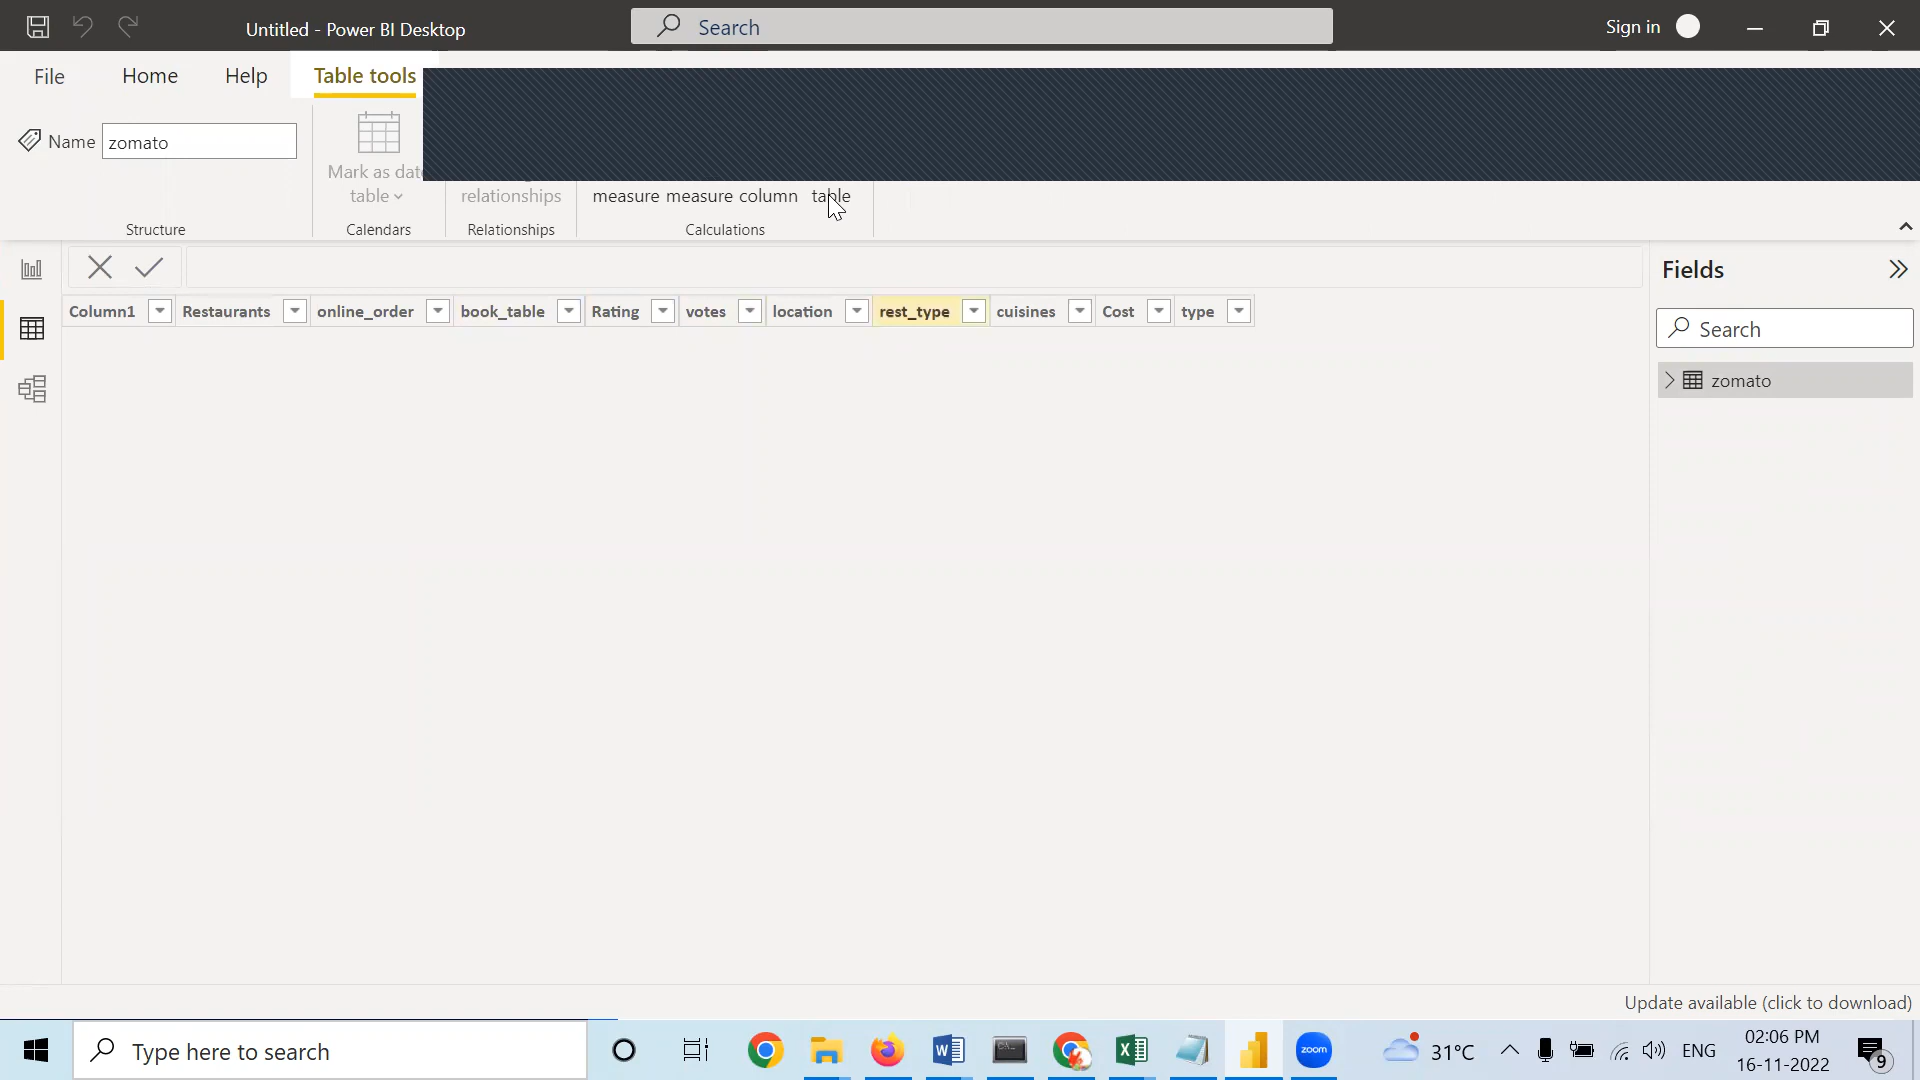 Untitled - Power BI Desktop
Search
Sign in
File
Home
Help
Table tools
Name
zomato
Mark as dat
table
relationships
measure measure column table
Structure
Calendars
Relationships
Calculations
Fields
Column1 Restaurants online_order book_table Rating votes location rest_type cuisines Cost type
Search
zomato
Update available (click to download)
Type here to search
zoom
31°C
ENG
02:06 PM
16-11-2022
9